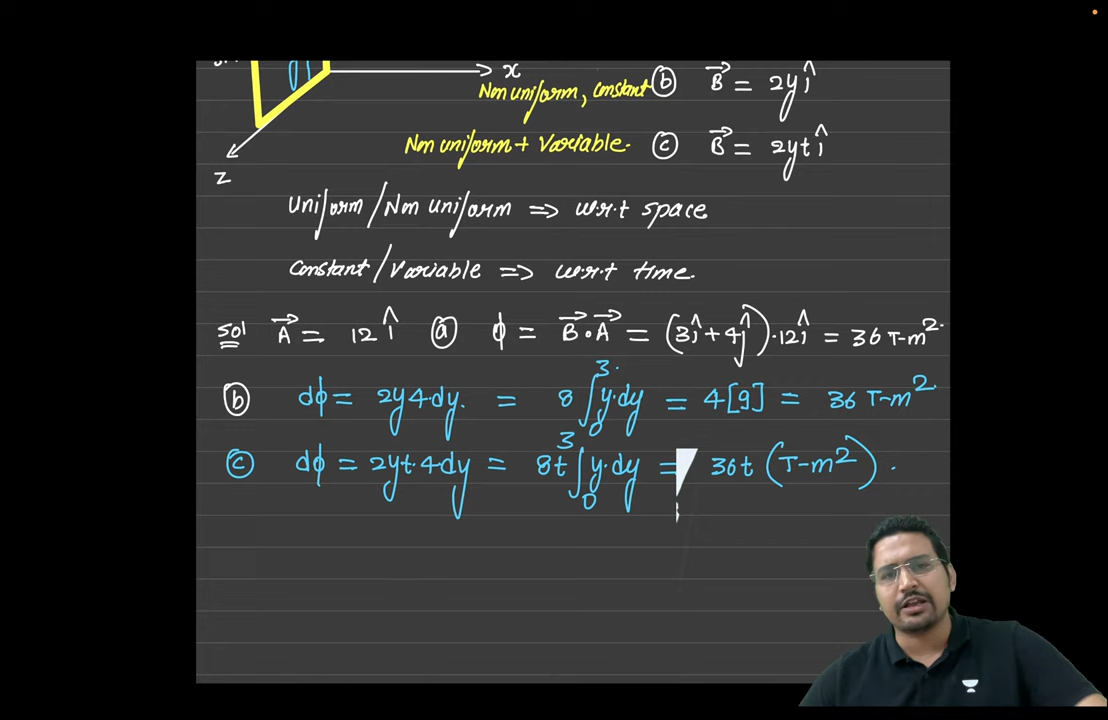 x
Non uniform, constant (b) B⃗ = 2y î
Non uniform + Variable. (c) B⃗ = 2yt î
z
Uniform/Non uniform ⇒ w.r.t space
Constant/Variable ⇒ w.r.t time.
Sol A⃗ = 12 î (a) ϕ = B⃗ · A⃗ = (3î + 4ĵ) · 12î = 36 T-m².
(b) dϕ = 2y 4·dy. = 8 ∫₀³ y·dy = 4[9] = 36 T-m².
(c) dϕ = 2yt·4dy = 8t ∫₀³ y·dy = 36t (T-m²).